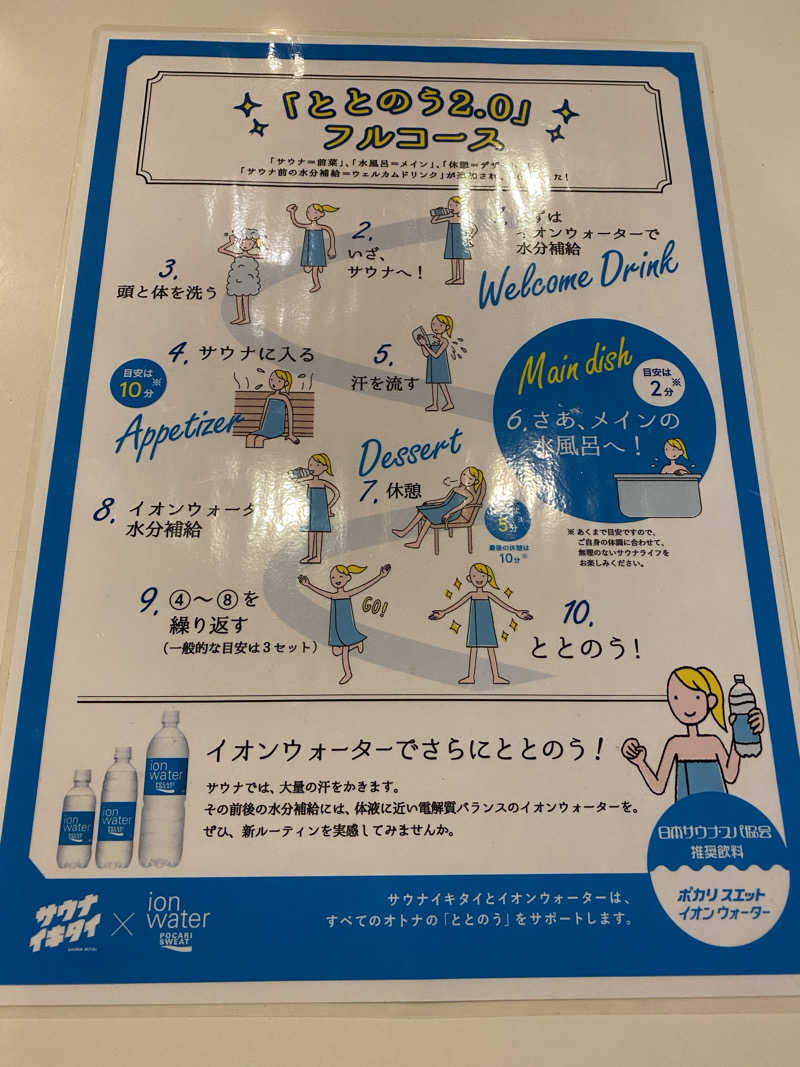 「ととのう2.0」
フルコース
「サウナ＝前菜」、「水風呂＝メイン」、「休憩＝デザ
「サウナ前の水分補給＝ウェルカムドリンク」が追加され
た！
ずは
イオンウォーターで
水分補給
Welcome Drink
2.
いざ、
サウナへ！
3.
頭と体を洗う
4. サウナに入る
目安は※
10分
Appetizer
5.
汗を流す
Main dish
目安は
2分※
6. さあ、メインの
水風呂へ！
※あくまで目安ですので、
ご自身の体調に合わせて、
無理のないサウナライフを
お楽しみください。
Dessert
7. 休憩
5分
最後の休憩は
10分※
8. イオンウォータ
水分補給
9. ④〜⑧を
繰り返す
（一般的な目安は3セット）
GO!
10.
ととのう！
イオンウォーターでさらにととのう！
サウナでは、大量の汗をかきます。
その前後の水分補給には、体液に近い電解質バランスのイオンウォーターを。
ぜひ、新ルーティンを実感してみませんか。
ion
water
POCARI
SWEAT
ion
water
ion
water
日本サウナ・スパ協会
推奨飲料
ポカリスエット
イオンウォーター
サウナ
イキタイ
×
ion
water
POCARI
SWEAT
サウナイキタイとイオンウォーターは、
すべてのオトナの「ととのう」をサポートします。